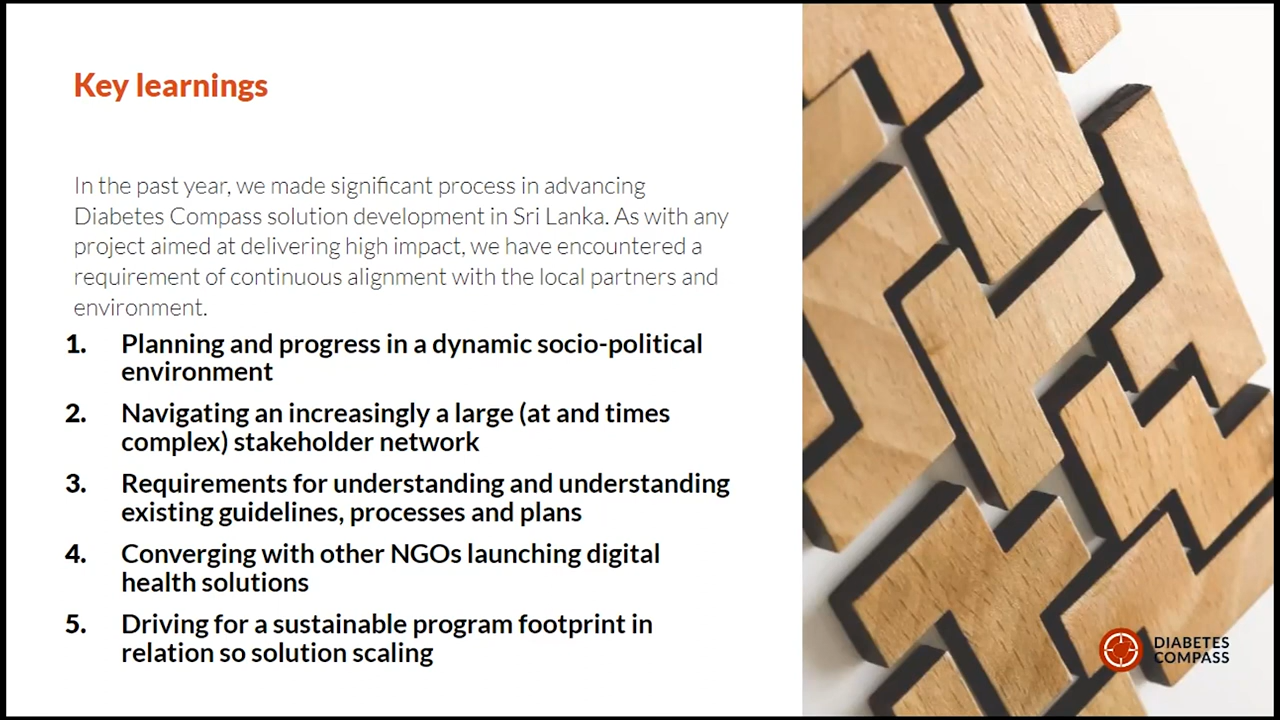 Key learnings
In the past year, we made significant process in advancing
Diabetes Compass solution development in Sri Lanka. As with any
project aimed at delivering high impact, we have encountered a
requirement of continuous alignment with the local partners and
environment.
1. Planning and progress in a dynamic socio-political
environment
2. Navigating an increasingly a large (at and times
complex) stakeholder network
3. Requirements for understanding and understanding
existing guidelines, processes and plans
4. Converging with other NGOs launching digital
health solutions
5. Driving for a sustainable program footprint in
relation so solution scaling
DIABETES
COMPASS